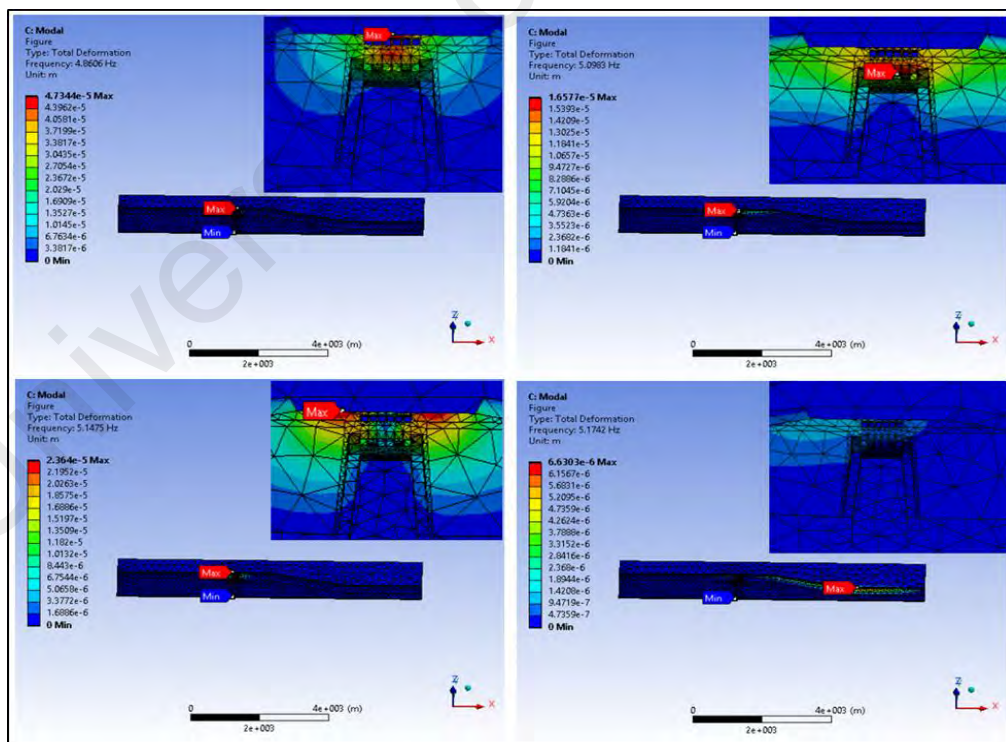 C: Modal
Figure
Type: Total Deformation
Frequency: 4.8606 Hz
Unit: m
4.7344e-5 Max
4.3962e-5
4.0581e-5
3.7199e-5
3.3817e-5
3.0435e-5
2.7054e-5
2.3672e-5
2.029e-5
1.6909e-5
1.3527e-5
1.0145e-5
6.7634e-6
3.3817e-6
0 Min
Max
Max
Min
0
4e+003 (m)
2e+003
Z
X
C: Modal
Figure
Type: Total Deformation
Frequency: 5.0983 Hz
Unit: m
1.6577e-5 Max
1.5393e-5
1.4209e-5
1.3025e-5
1.1841e-5
1.0657e-5
9.4727e-6
8.2886e-6
7.1045e-6
5.9204e-6
4.7363e-6
3.5523e-6
2.3682e-6
1.1841e-6
0 Min
Max
Max
Min
0
4e+003 (m)
2e+003
Z
X
C: Modal
Figure
Type: Total Deformation
Frequency: 5.1475 Hz
Unit: m
2.364e-5 Max
2.1952e-5
2.0263e-5
1.8575e-5
1.6886e-5
1.5197e-5
1.3509e-5
1.182e-5
1.0132e-5
8.443e-6
6.7544e-6
5.0658e-6
3.3772e-6
1.6886e-6
0 Min
Max
Max
Min
0
4e+003 (m)
2e+003
Z
X
C: Modal
Figure
Type: Total Deformation
Frequency: 5.1742 Hz
Unit: m
6.6303e-6 Max
6.1567e-6
5.6831e-6
5.2095e-6
4.7359e-6
4.2624e-6
3.7888e-6
3.3152e-6
2.8416e-6
2.368e-6
1.8944e-6
1.4208e-6
9.4719e-7
4.7359e-7
0 Min
Max
Min
0
4e+003 (m)
2e+003
Z
X